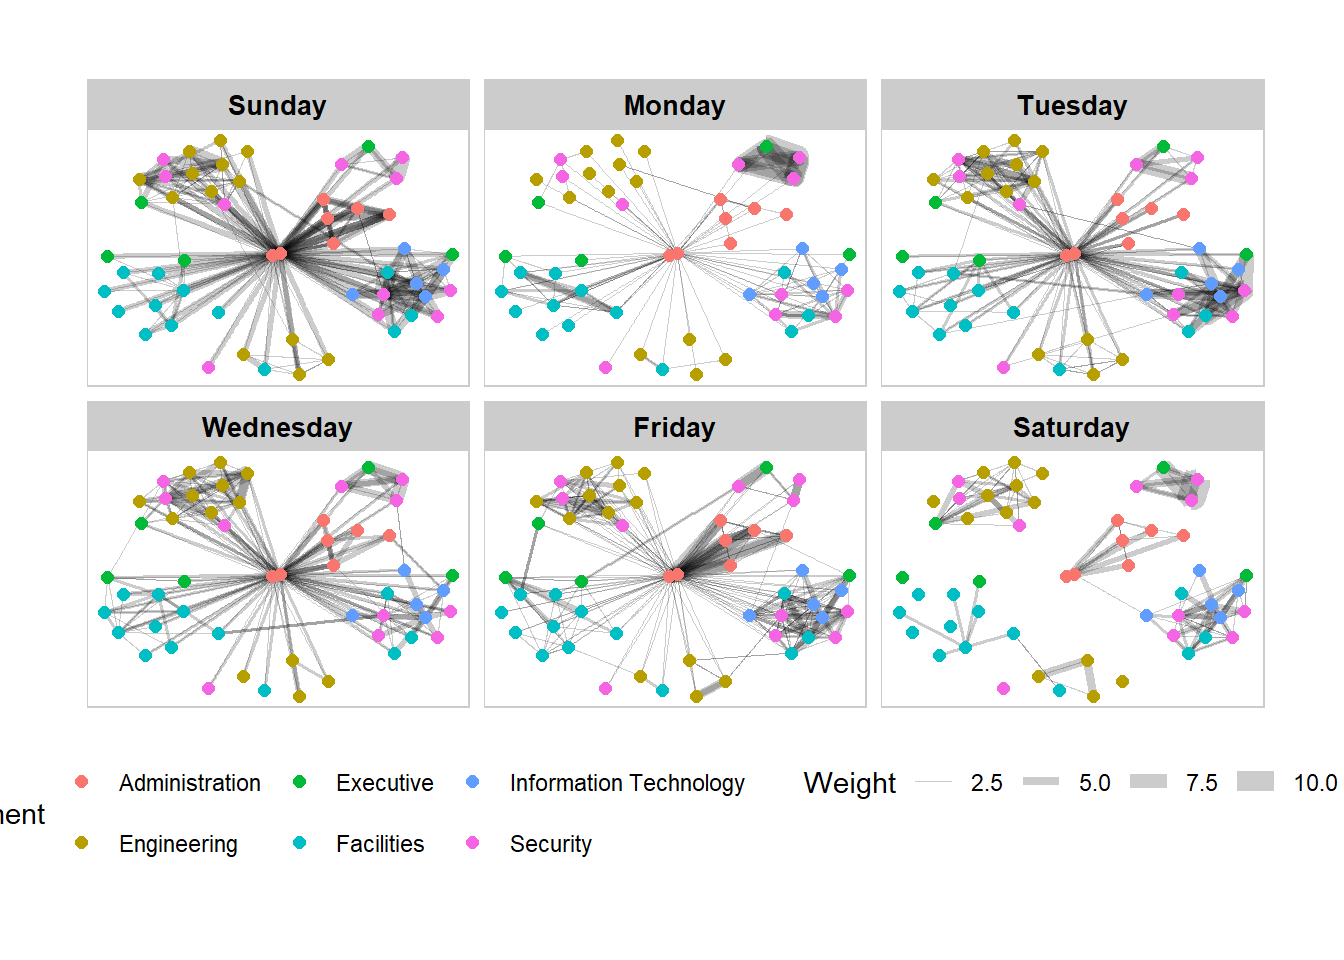 Sunday Monday Tuesday
Wednesday Friday Saturday
Administration Executive Information Technology Weight 2.5 5.0 7.5 10.0
Engineering Facilities Security